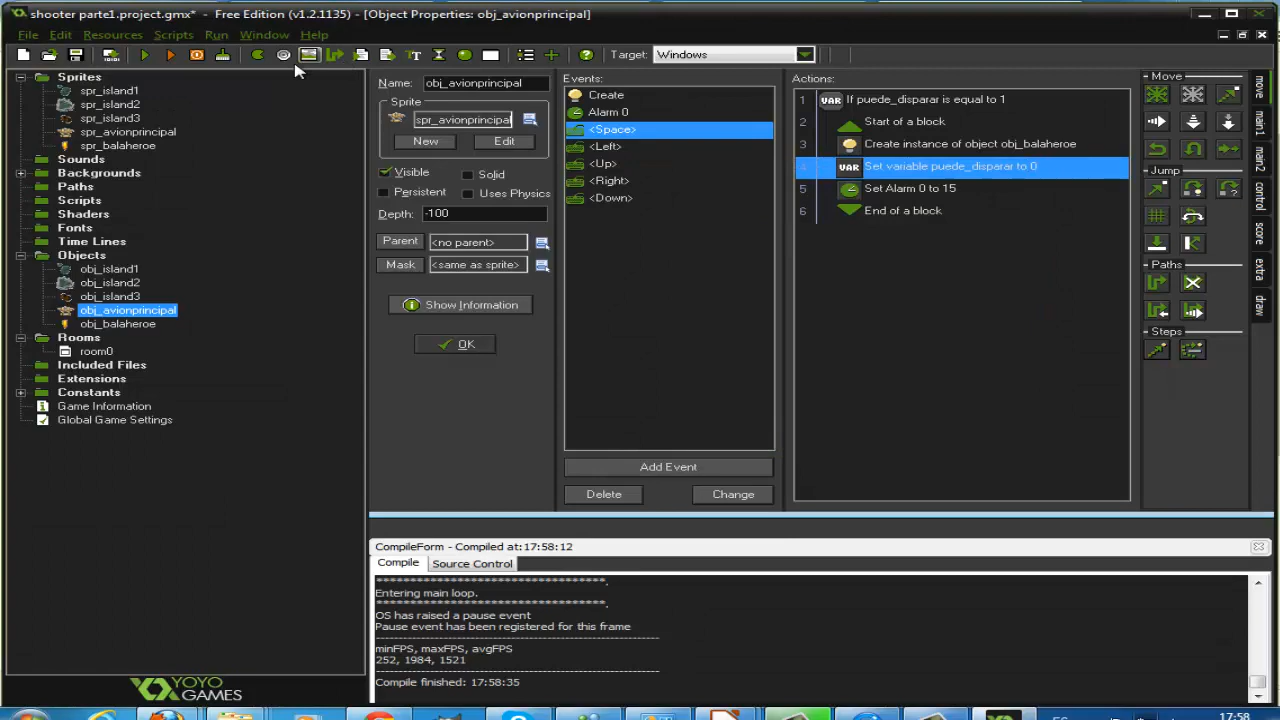 shooter parte1.project.gmx* - Free Edition (v1.2.1135) - [Object Properties: obj_avionprincipal]
File Edit Resources Scripts Run Window Help
Target: Windows
Sprites
spr_island1
spr_island2
spr_island3
spr_avionprincipal
spr_balaheroe
Sounds
Backgrounds
Paths
Scripts
Shaders
Fonts
Time Lines
Objects
obj_island1
obj_island2
obj_island3
obj_avionprincipal
obj_balaheroe
Rooms
room0
Included Files
Extensions
Constants
Game Information
Global Game Settings
YOYO
GAMES
Name: obj_avionprincipal
Sprite
spr_avionprincipal
New Edit
Visible Solid
Persistent Uses Physics
Depth: -100
Parent <no parent>
Mask <same as sprite>
Show Information
OK
Events:
Create
Alarm 0
<Space>
<Left>
<Up>
<Right>
<Down>
Add Event
Delete Change
Actions:
1 VAR If puede_disparar is equal to 1
2 Start of a block
3 Create instance of object obj_balaheroe
4 VAR Set variable puede_disparar to 0
5 Set Alarm 0 to 15
6 End of a block
Move
Jump
Paths
Steps
move
main1
main2
control
score
extra
draw
CompileForm - Compiled at:17:58:12
Compile Source Control
******************************************.
Entering main loop.
******************************************.
OS has raised a pause event
Pause event has been registered for this frame
minFPS, maxFPS, avgFPS
252, 1984, 1521
Compile finished: 17:58:35
ES
17:58